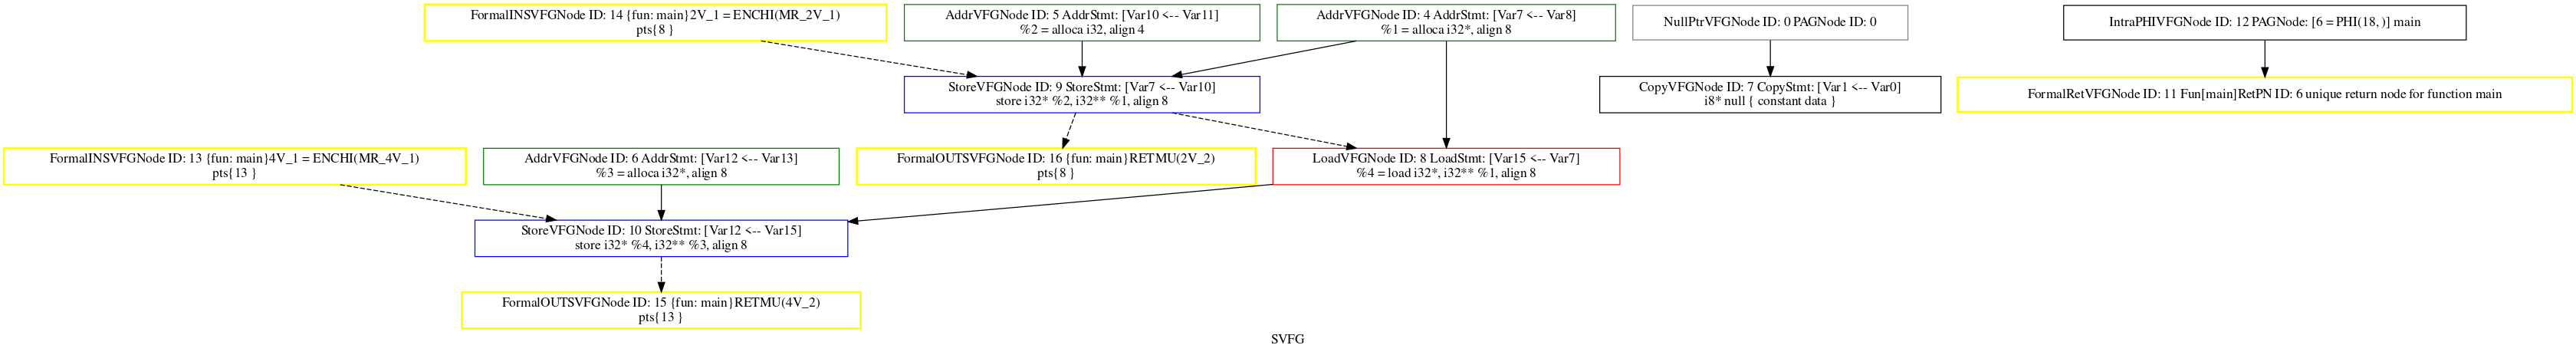 FormalINSVFGNode ID: 14 {fun: main}2V_1 = ENCHI(MR_2V_1)
pts{8 }
AddrVFGNode ID: 5 AddrStmt: [Var10 <-- Var11]
%2 = alloca i32, align 4
AddrVFGNode ID: 4 AddrStmt: [Var7 <-- Var8]
%1 = alloca i32*, align 8
NullPtrVFGNode ID: 0 PAGNode ID: 0
IntraPHIVFGNode ID: 12 PAGNode: [6 = PHI(18, )] main
StoreVFGNode ID: 9 StoreStmt: [Var7 <-- Var10]
store i32* %2, i32** %1, align 8
CopyVFGNode ID: 7 CopyStmt: [Var1 <-- Var0]
i8* null { constant data }
FormalRetVFGNode ID: 11 Fun[main]RetPN ID: 6 unique return node for function main
FormalINSVFGNode ID: 13 {fun: main}4V_1 = ENCHI(MR_4V_1)
pts{13 }
AddrVFGNode ID: 6 AddrStmt: [Var12 <-- Var13]
%3 = alloca i32*, align 8
FormalOUTSVFGNode ID: 16 {fun: main}RETMU(2V_2)
pts{8 }
LoadVFGNode ID: 8 LoadStmt: [Var15 <-- Var7]
%4 = load i32*, i32** %1, align 8
StoreVFGNode ID: 10 StoreStmt: [Var12 <-- Var15]
store i32* %4, i32** %3, align 8
FormalOUTSVFGNode ID: 15 {fun: main}RETMU(4V_2)
pts{13 }
SVFG